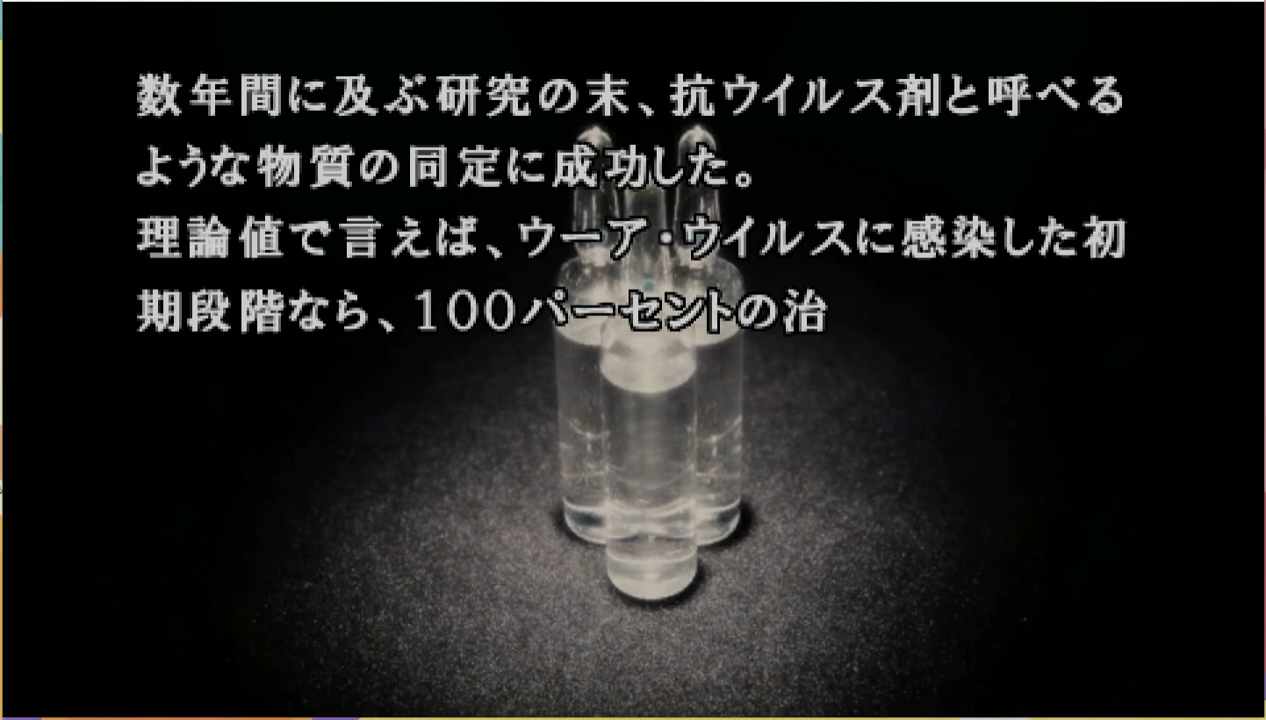 数年間に及ぶ研究の末、抗ウイルス剤と呼べる
ような物質の同定に成功した。
理論値で言えば、ウーア・ウイルスに感染した初
期段階なら、100パーセントの治